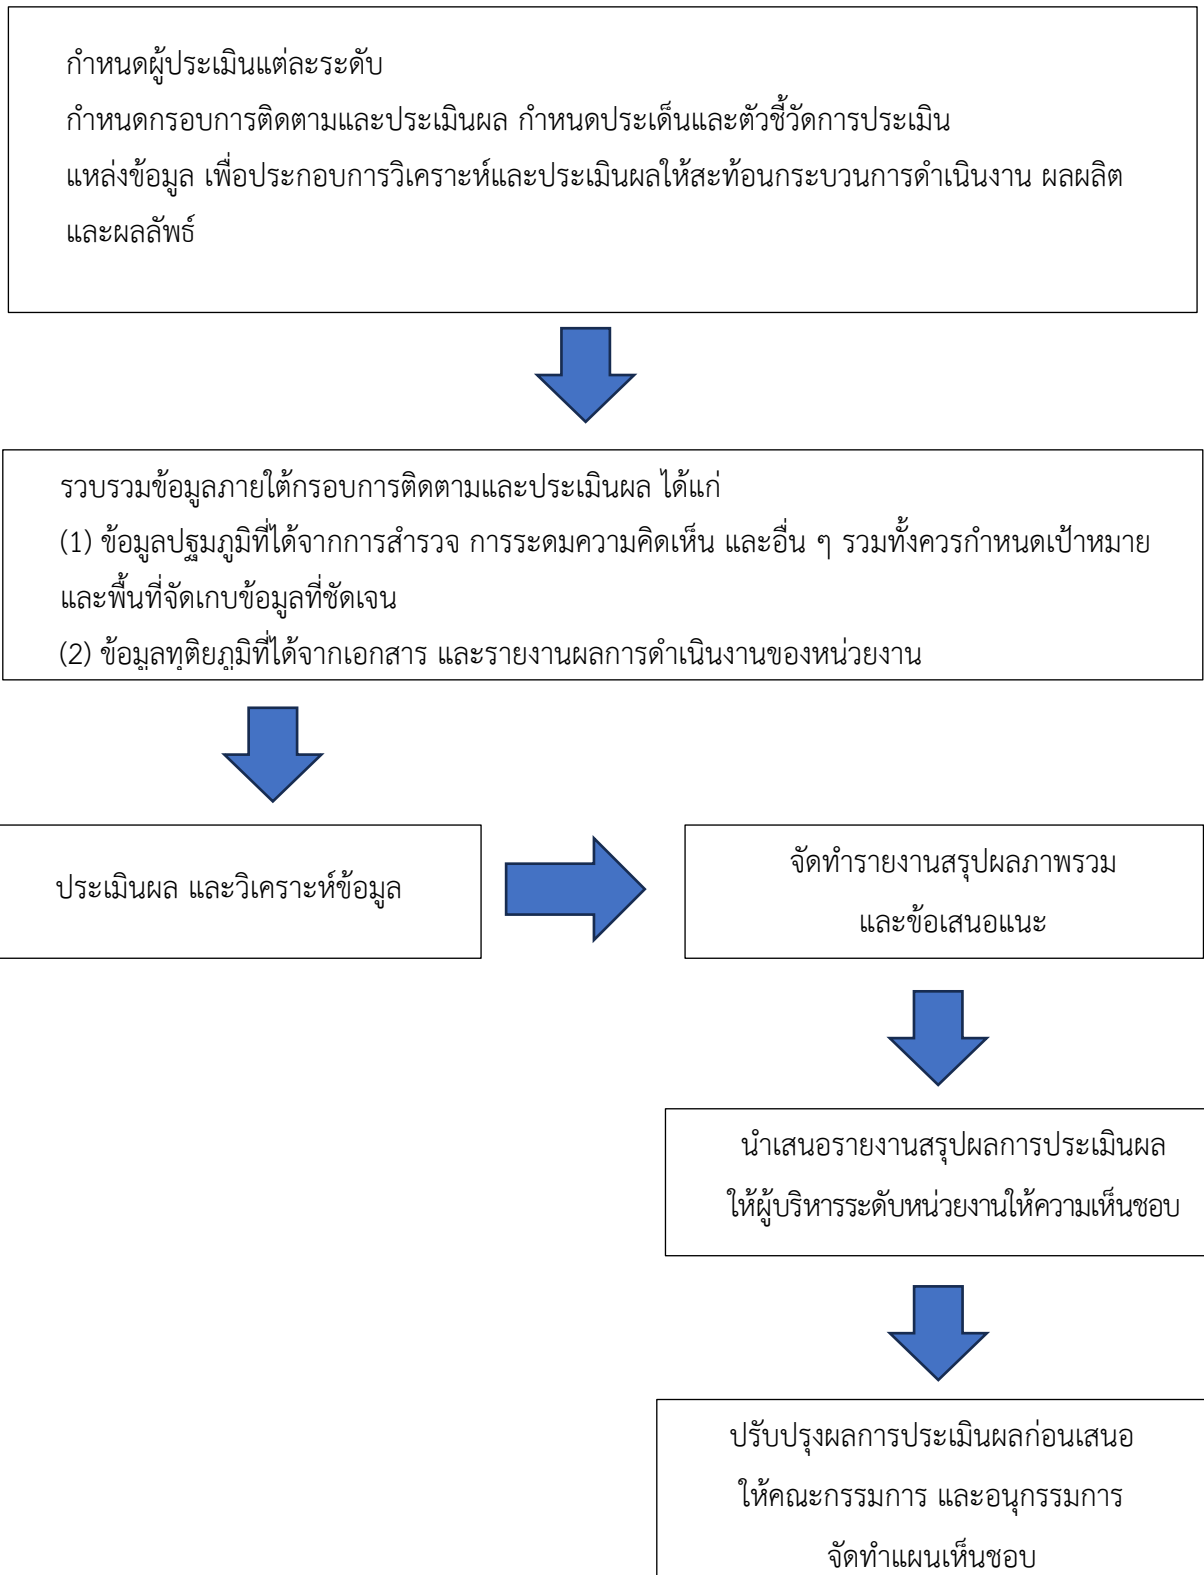 กำหนดผู้ประเมินแต่ละระดับ
กำหนดกรอบการติดตามและประเมินผล กำหนดประเด็นและตัวชี้วัดการประเมิน
แหล่งข้อมูล เพื่อประกอบการวิเคราะห์และประเมินผลให้สะท้อนกระบวนการดำเนินงาน ผลผลิต
และผลลัพธ์
รวบรวมข้อมูลภายใต้กรอบการติดตามและประเมินผล ได้แก่
(1) ข้อมูลปฐมภูมิที่ได้จากการสำรวจ การระดมความคิดเห็น และอื่น ๆ รวมทั้งควรกำหนดเป้าหมาย
และพื้นที่จัดเกบข้อมูลที่ชัดเจน
(2) ข้อมูลทุติยภูมิที่ได้จากเอกสาร และรายงานผลการดำเนินงานของหน่วยงาน
ประเมินผล และวิเคราะห์ข้อมูล
จัดทำรายงานสรุปผลภาพรวม
และข้อเสนอแนะ
นำเสนอรายงานสรุปผลการประเมินผล
ให้ผู้บริหารระดับหน่วยงานให้ความเห็นชอบ
ปรับปรุงผลการประเมินผลก่อนเสนอ
ให้คณะกรรมการ และอนุกรรมการ
จัดทำแผนเห็นชอบ